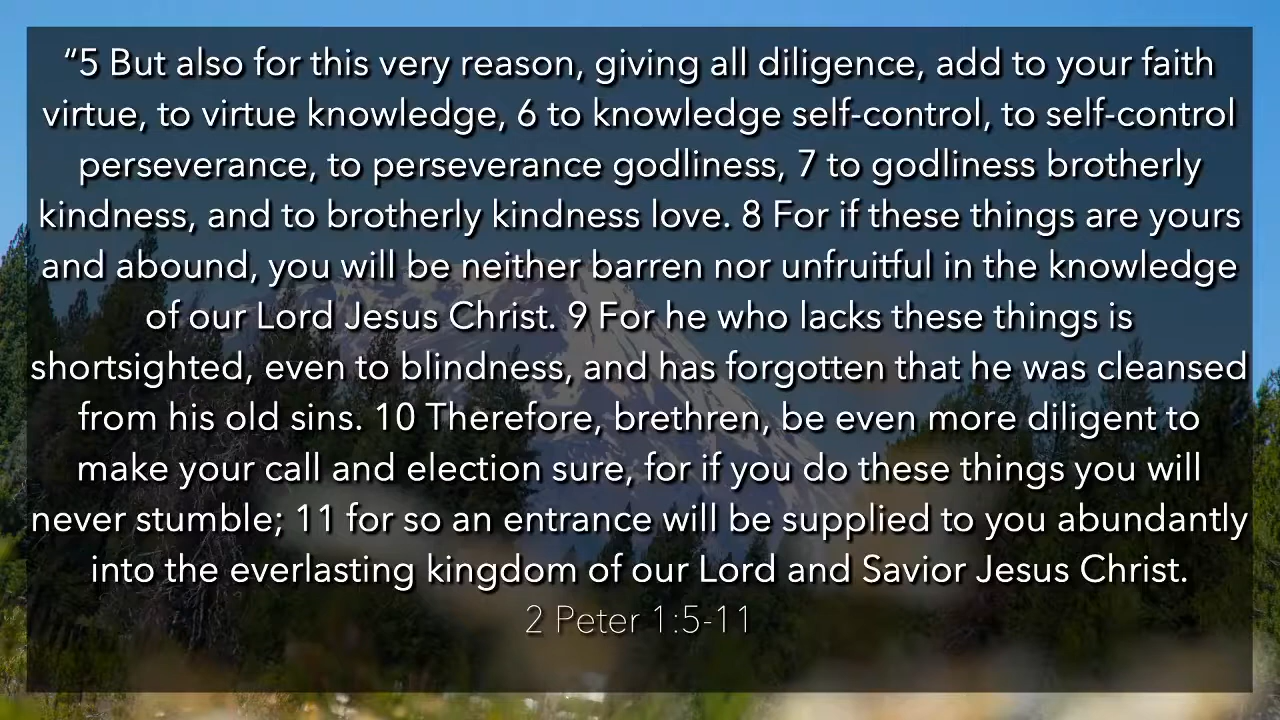 “5 But also for this very reason, giving all diligence, add to your faith
virtue, to virtue knowledge, 6 to knowledge self-control, to self-control
perseverance, to perseverance godliness, 7 to godliness brotherly
kindness, and to brotherly kindness love. 8 For if these things are yours
and abound, you will be neither barren nor unfruitful in the knowledge
of our Lord Jesus Christ. 9 For he who lacks these things is
shortsighted, even to blindness, and has forgotten that he was cleansed
from his old sins. 10 Therefore, brethren, be even more diligent to
make your call and election sure, for if you do these things you will
never stumble; 11 for so an entrance will be supplied to you abundantly
into the everlasting kingdom of our Lord and Savior Jesus Christ.
2 Peter 1:5-11